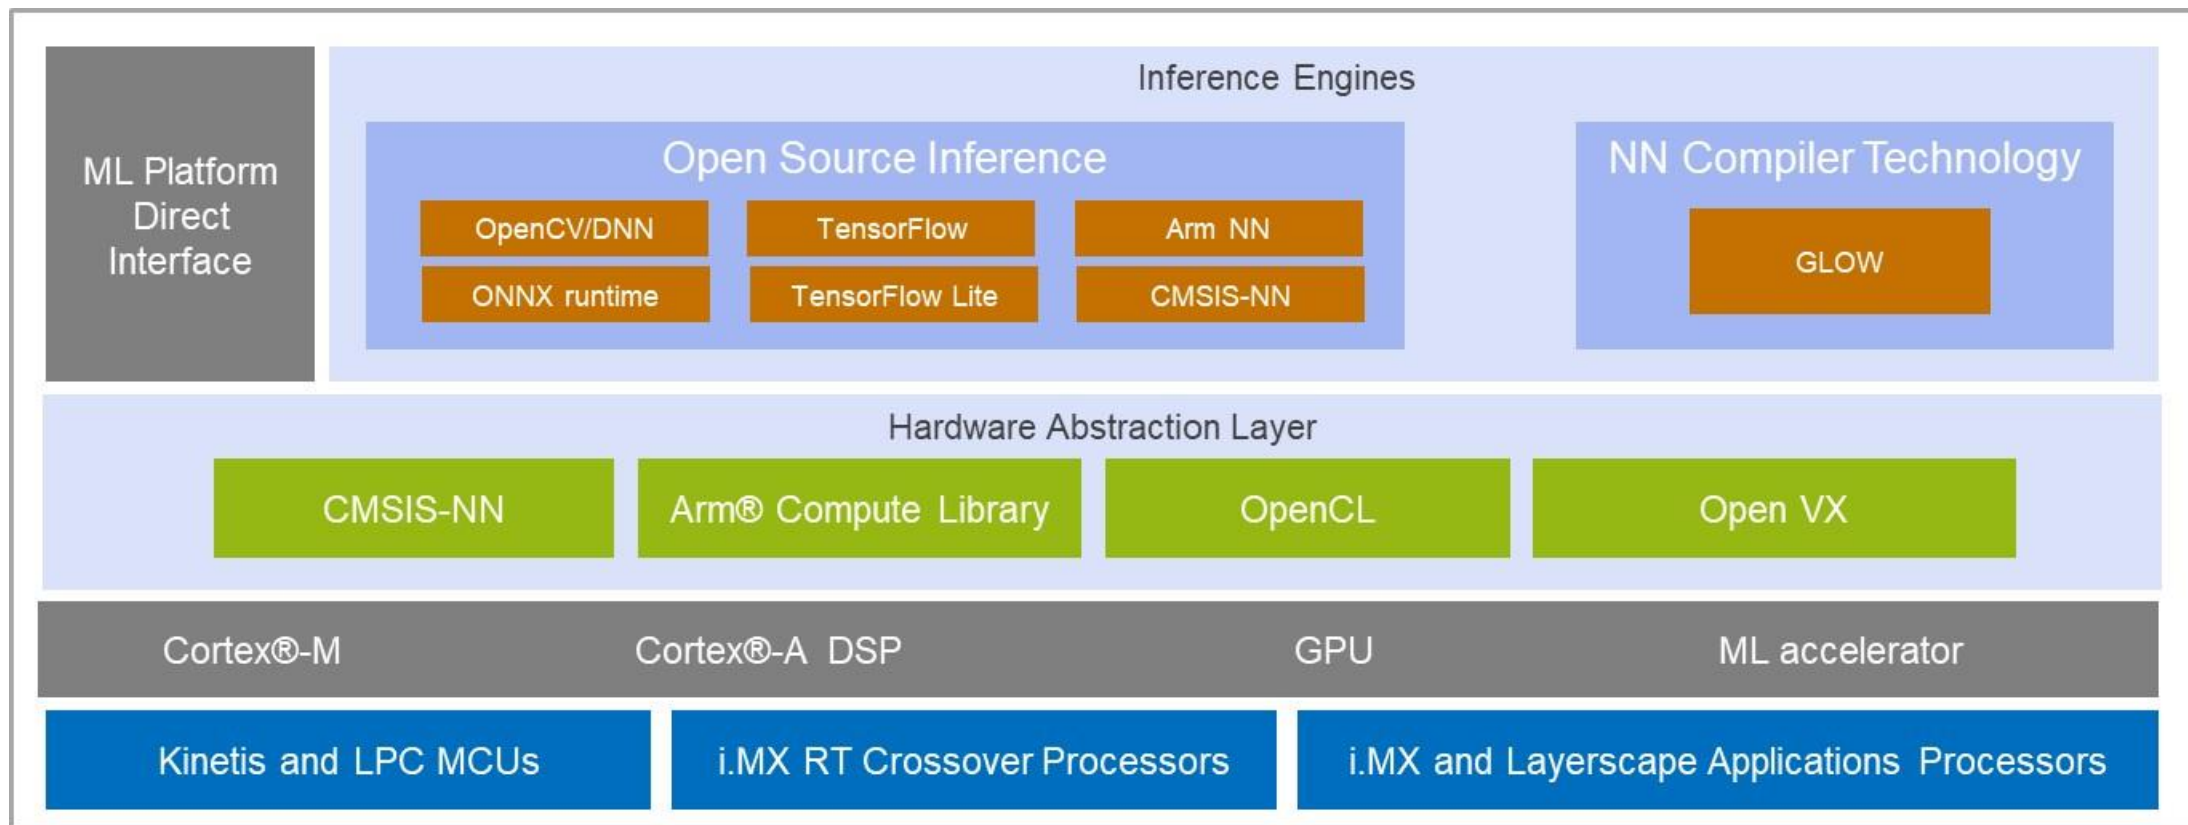 ML Platform
Direct
Interface
Inference Engines
Open Source Inference
OpenCV/DNN
TensorFlow
Arm NN
ONNX runtime
TensorFlow Lite
CMSIS-NN
NN Compiler Technology
GLOW
Hardware Abstraction Layer
CMSIS-NN
Arm® Compute Library
OpenCL
Open VX
Cortex®-M
Cortex®-A DSP
GPU
ML accelerator
Kinetis and LPC MCUs
i.MX RT Crossover Processors
i.MX and Layerscape Applications Processors